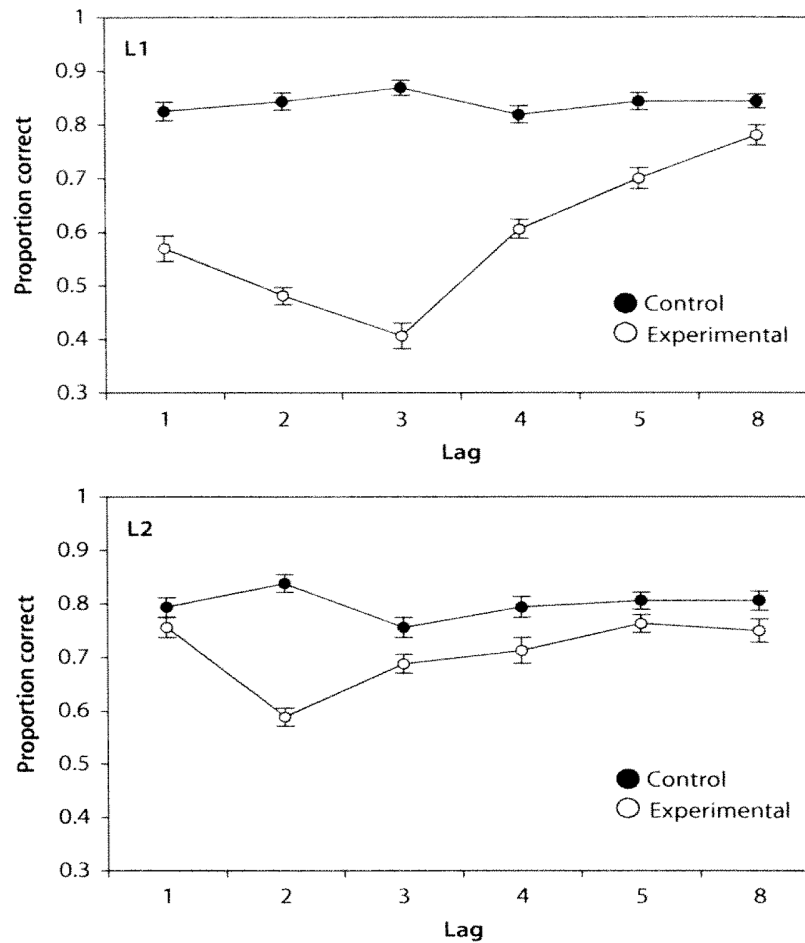 L1
Proportion correct
1
0.9
0.8
0.7
0.6
0.5
0.4
0.3
Control
Experimental
1 2 3 4 5 8
Lag
L2
Proportion correct
1
0.9
0.8
0.7
0.6
0.5
0.4
0.3
Control
Experimental
1 2 3 4 5 8
Lag